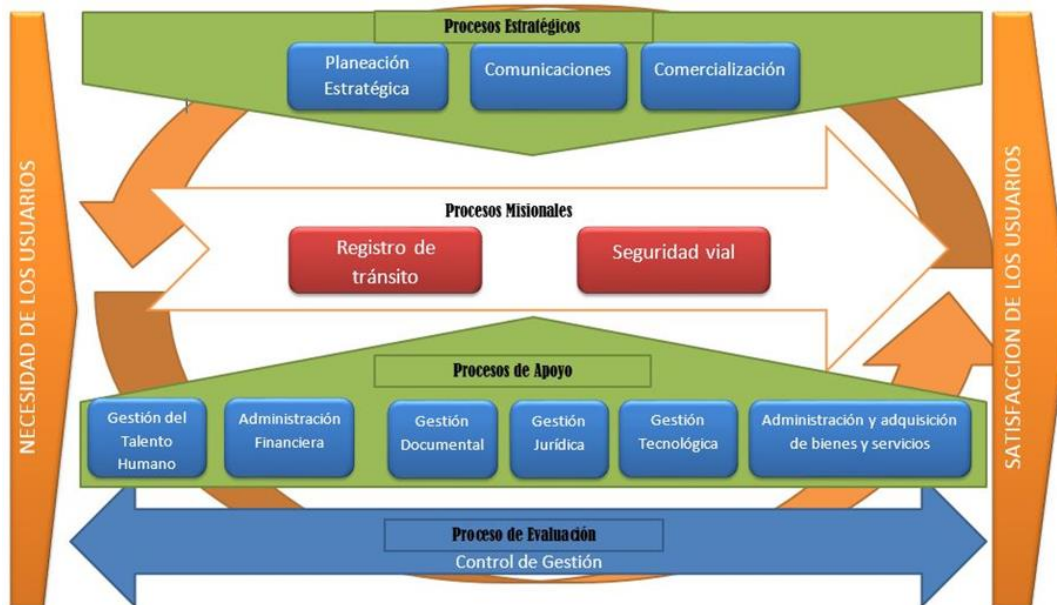 Procesos Estratégicos
Planeación
Estratégica
Comunicaciones
Comercialización
NECESIDAD DE LOS USUARIOS
Procesos Misionales
Registro de
tránsito
Seguridad vial
SATISFACCION DE LOS USUARIOS
Procesos de Apoyo
Gestión del
Talento
Humano
Administración
Financiera
Gestión
Documental
Gestión
Jurídica
Gestión
Tecnológica
Administración y adquisición
de bienes y servicios
Proceso de Evaluación
Control de Gestión